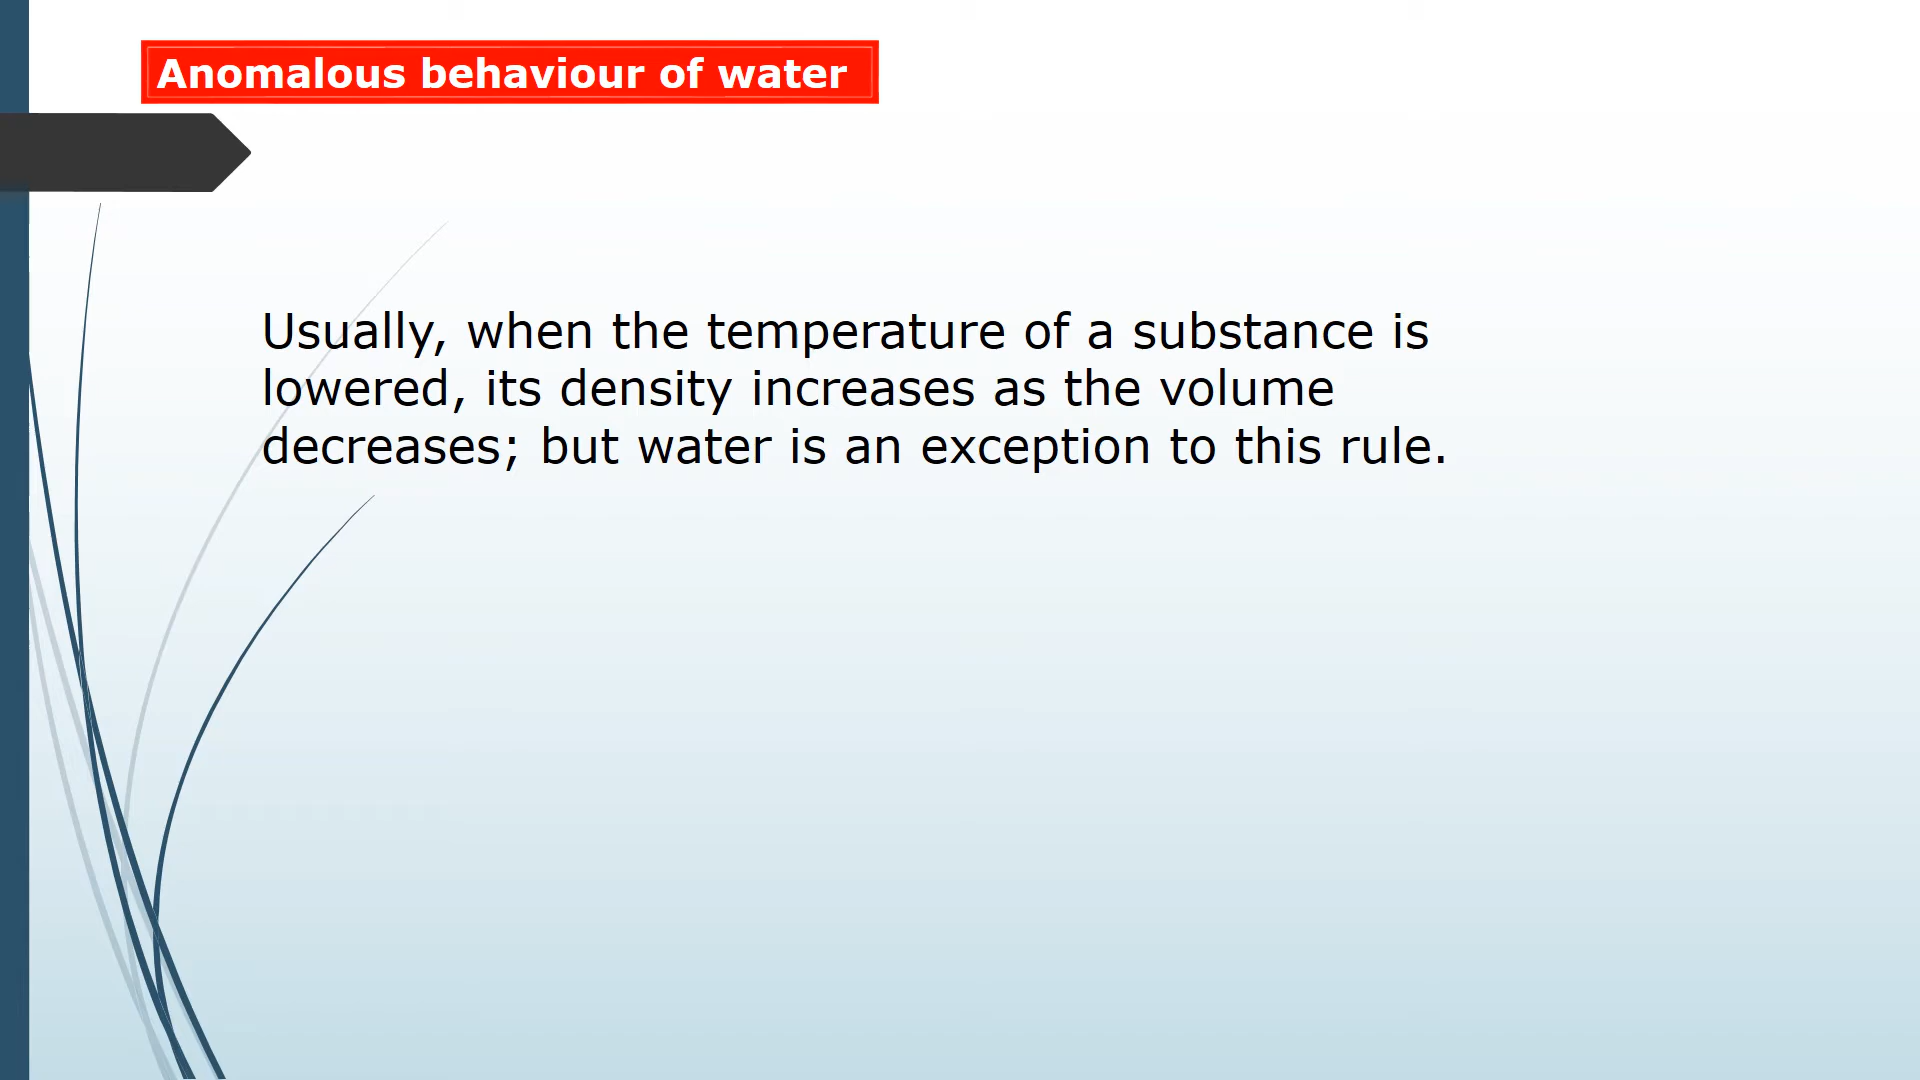 Anomalous behaviour of water
Usually, when the temperature of a substance is
lowered, its density increases as the volume
decreases; but water is an exception to this rule.